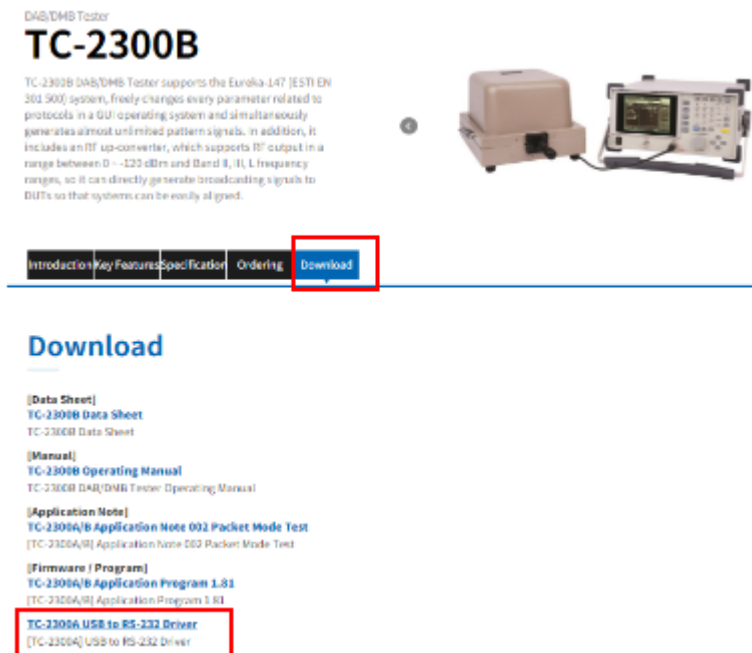 DAB/DMB Tester
TC-2300B
TC-2300B DAB/DMB Tester supports the Eureka-147 [ESTI EN
301 500] system, freely changes every parameter related to
protocols in a GUI operating system and simultaneously
generates almost unlimited pattern signals. In addition, it
includes an RF up-converter, which supports RF output in a
range between 0 ~ -120 dBm and Band II, III, L frequency
ranges, so it can directly generate broadcasting signals to
DUTs so that systems can be easily aligned.
Introduction Key Features Specification Ordering Download
Download
[Data Sheet]
TC-2300B Data Sheet
TC-2300B Data Sheet
[Manual]
TC-2300B Operating Manual
TC-2300B DAB/DMB Tester Operating Manual
[Application Note]
TC-2300A/B Application Note 002 Packet Mode Test
[TC-2300A/B] Application Note 002 Packet Mode Test
[Firmware / Program]
TC-2300A/B Application Program 1.81
[TC-2300A/B] Application Program 1.81
TC-2300A USB to RS-232 Driver
[TC-2300A] USB to RS-232 Driver